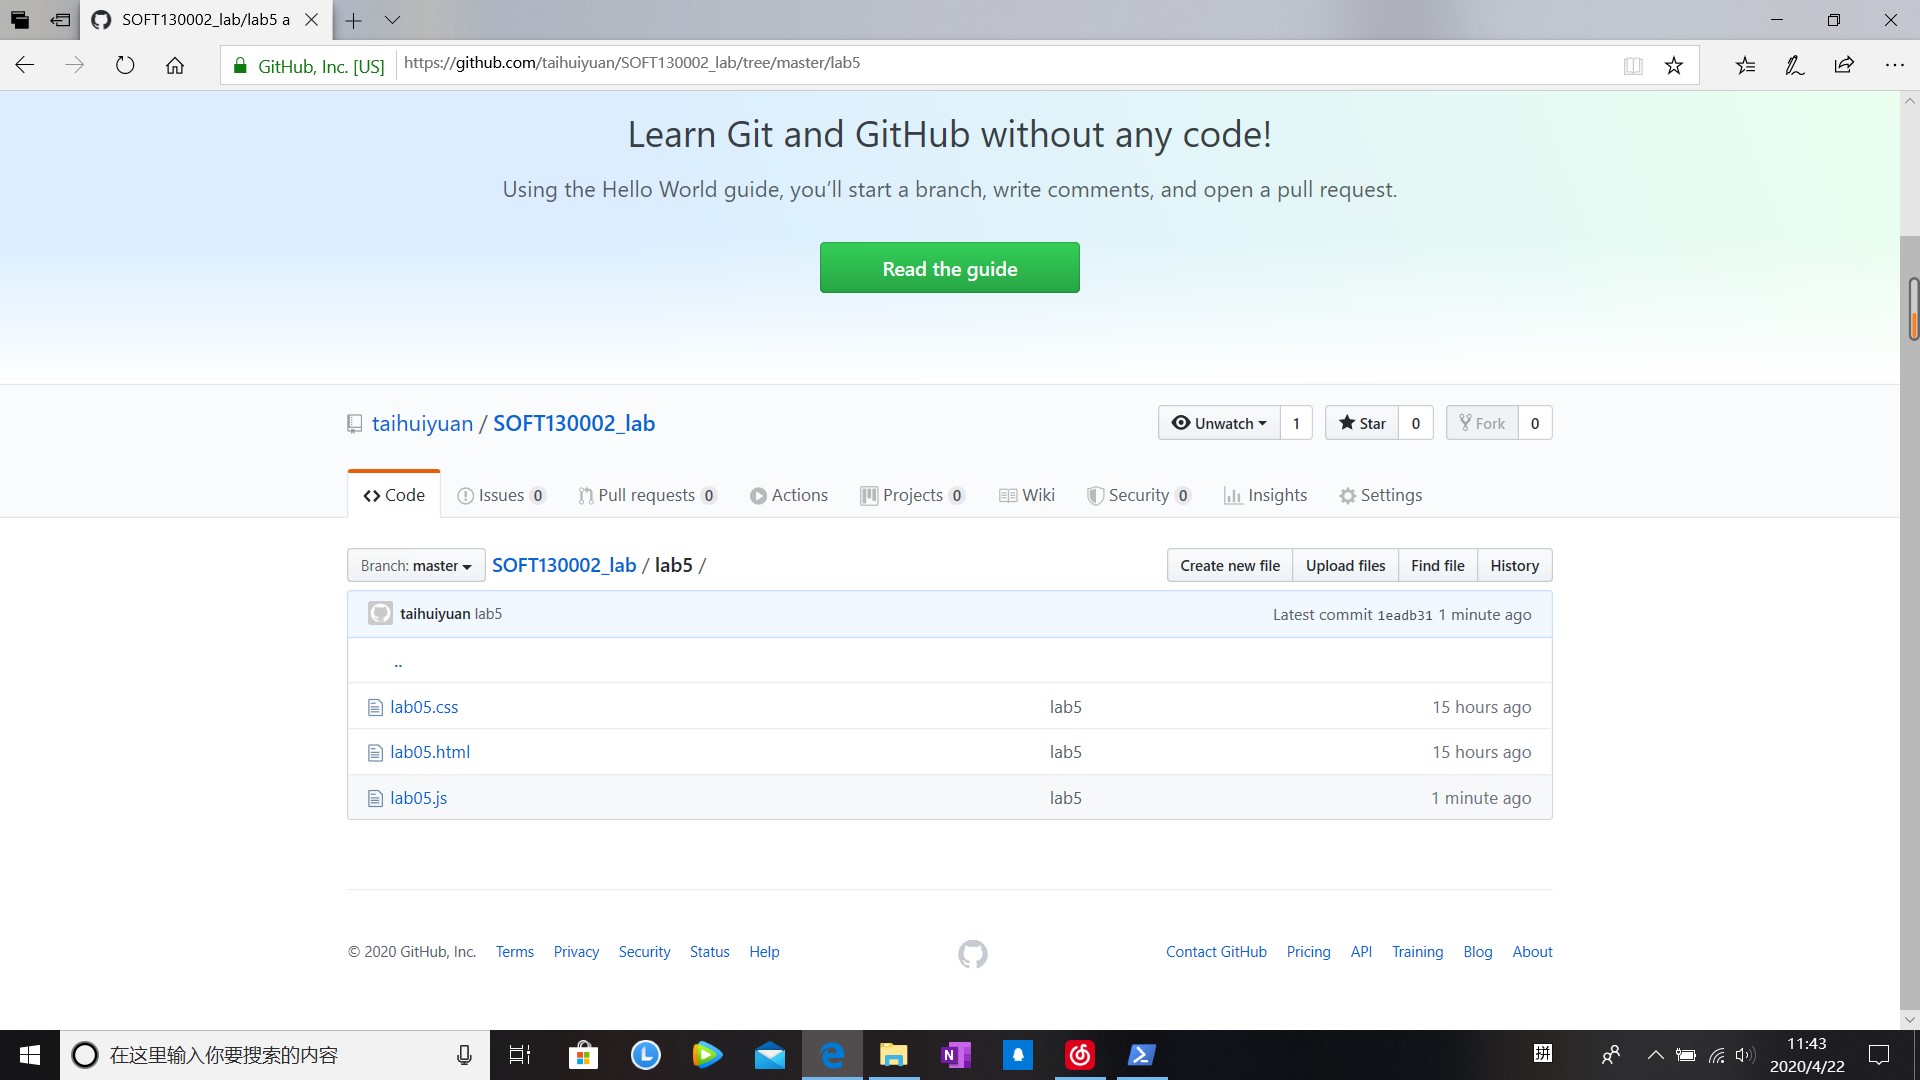 SOFT130002_lab/lab5 a
GitHub, Inc. [US] https://github.com/taihuiyuan/SOFT130002_lab/tree/master/lab5
Learn Git and GitHub without any code!
Using the Hello World guide, you’ll start a branch, write comments, and open a pull request.
Read the guide
taihuiyuan / SOFT130002_lab
Unwatch 1 Star 0 Fork 0
Code Issues 0 Pull requests 0 Actions Projects 0 Wiki Security 0 Insights Settings
Branch: master SOFT130002_lab / lab5 /
Create new file Upload files Find file History
taihuiyuan lab5 Latest commit 1eadb31 1 minute ago
..
lab05.css lab5 15 hours ago
lab05.html lab5 15 hours ago
lab05.js lab5 1 minute ago
© 2020 GitHub, Inc. Terms Privacy Security Status Help Contact GitHub Pricing API Training Blog About
在这里输入你要搜索的内容
拼
11:43
2020/4/22